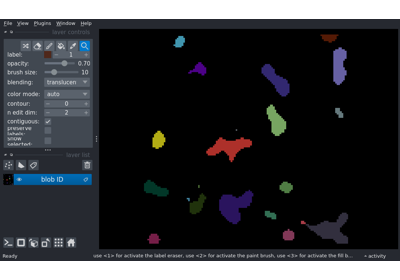 File View Plugins Window Help
layer controls
label: 1
opacity: 0.70
brush size: 10
blending: translucen
color mode: auto
contour: 0
n edit dim: 2
contiguous:
preserve labels:
show selected:
layer list
blob ID
Ready use <1> for activate the label eraser, use <2> for activate the paint brush, use <3> for activate the fill b... activity